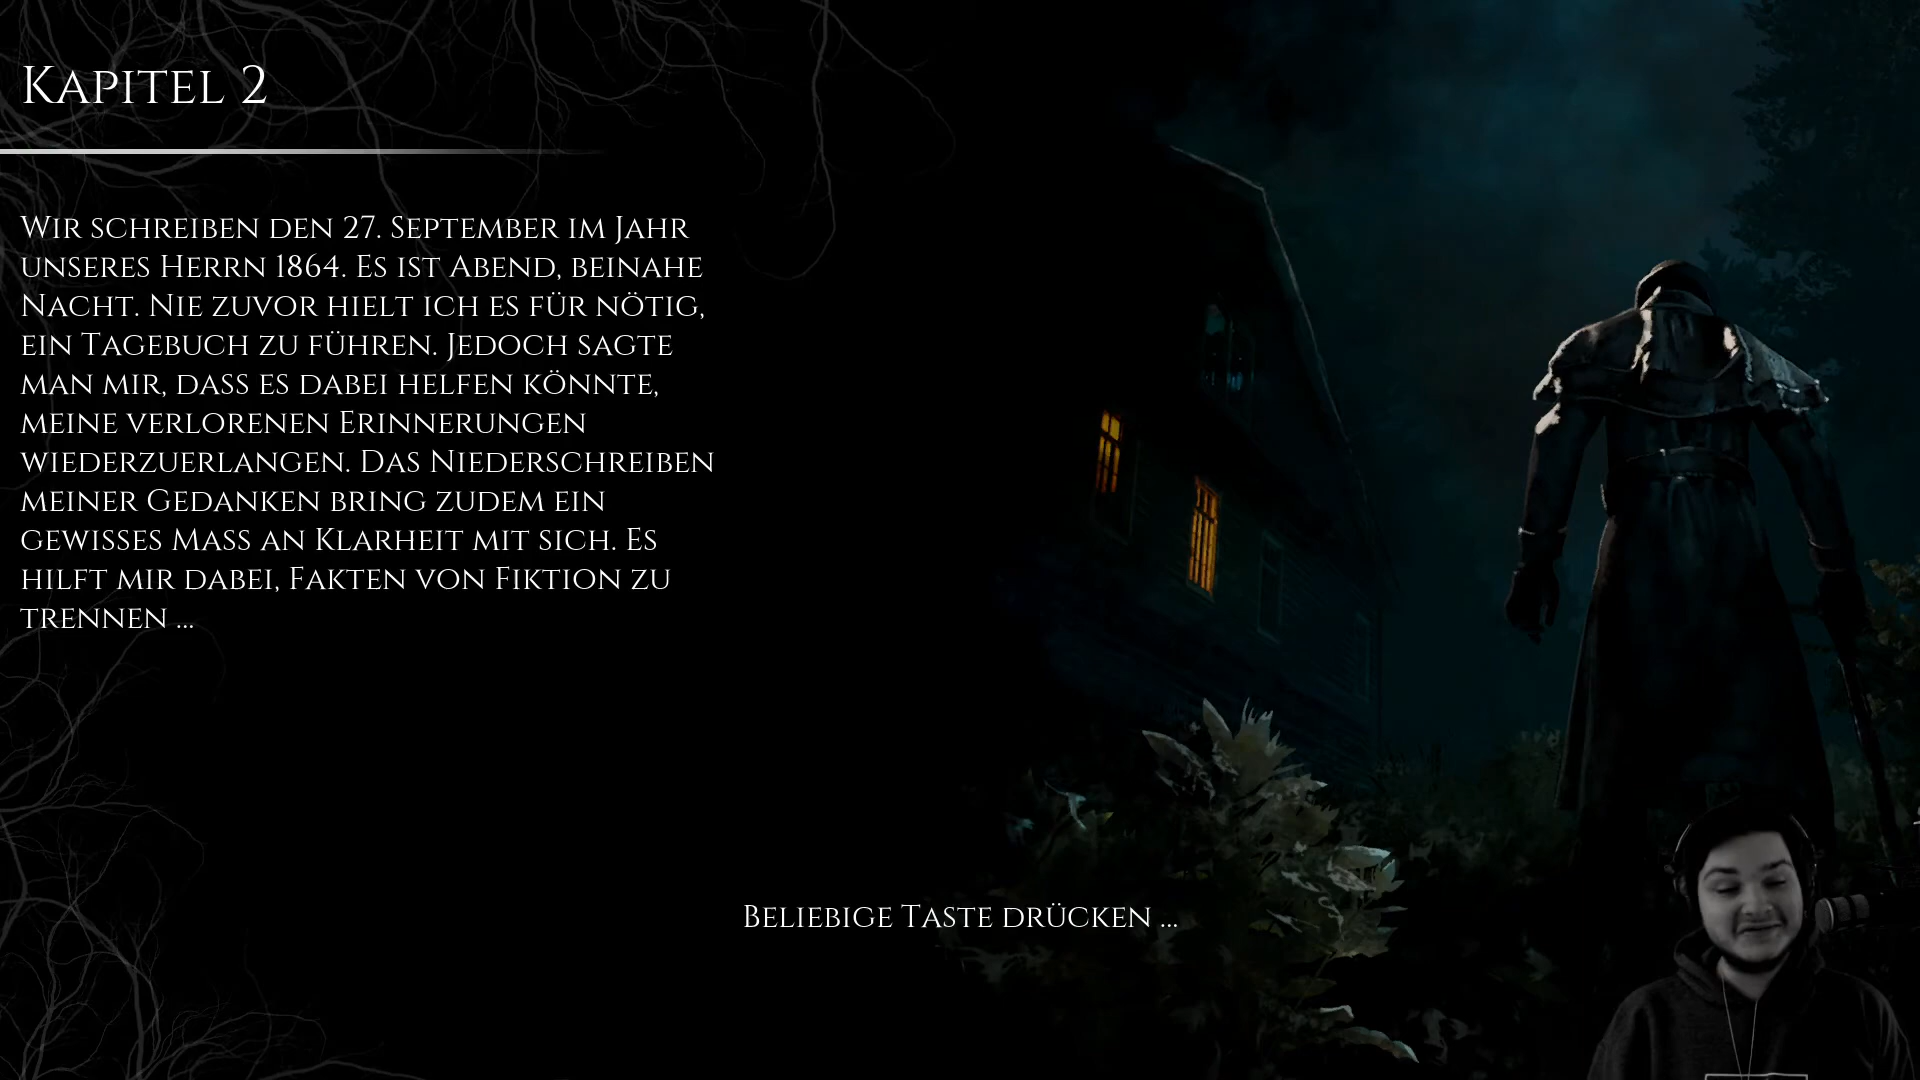 Kapitel 2
Wir schreiben den 27. September im Jahr
unseres Herrn 1864. Es ist Abend, beinahe
Nacht. Nie zuvor hielt ich es für nötig,
ein Tagebuch zu führen. Jedoch sagte
man mir, dass es dabei helfen könnte,
meine verlorenen Erinnerungen
wiederzuerlangen. Das Niederschreiben
meiner Gedanken bring zudem ein
gewisses Mass an Klarheit mit sich. Es
hilft mir dabei, Fakten von Fiktion zu
trennen ...
Beliebige Taste drücken ...